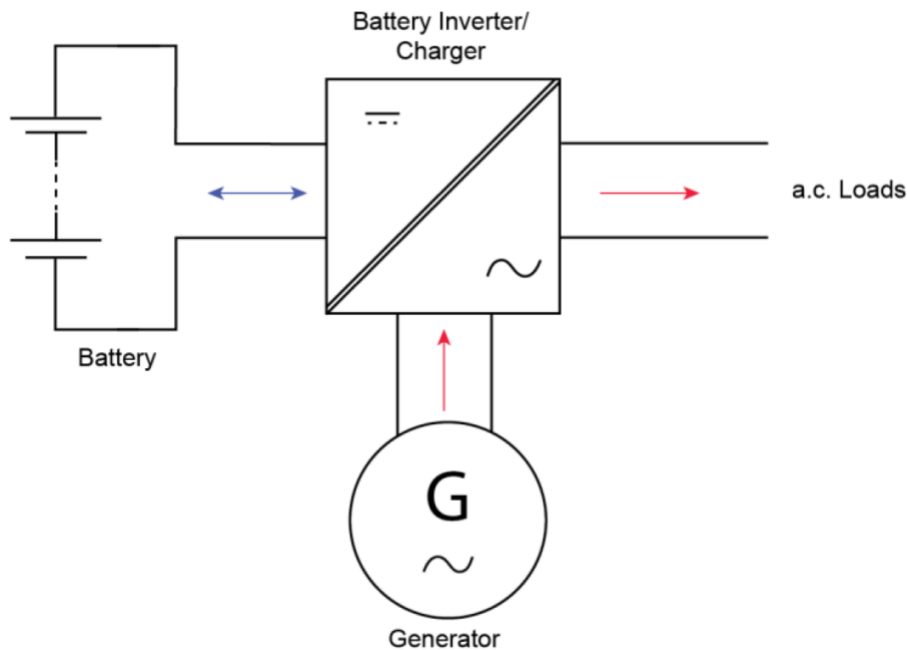 Battery Inverter/
Charger
a.c. Loads
Battery
G
Generator